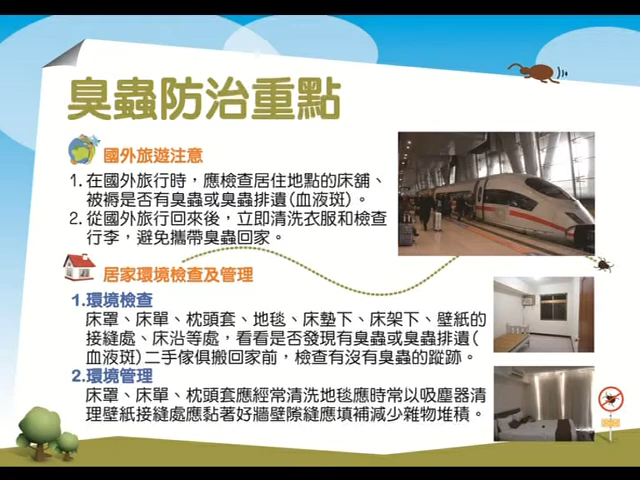 臭蟲防治重點
國外旅遊注意
1. 在國外旅行時，應檢查居住地點的床舖、
被褥是否有臭蟲或臭蟲排遺(血液斑)。
2. 從國外旅行回來後，立即清洗衣服和檢查
行李，避免攜帶臭蟲回家。
居家環境檢查及管理
1.環境檢查
床罩、床單、枕頭套、地毯、床墊下、床架下、壁紙的
接縫處、床沿等處，看看是否發現有臭蟲或臭蟲排遺(
血液斑)二手傢俱搬回家前，檢查有沒有臭蟲的蹤跡。
2.環境管理
床罩、床單、枕頭套應經常清洗地毯應時常以吸塵器清
理壁紙接縫處應黏著好牆壁隙縫應填補減少雜物堆積。